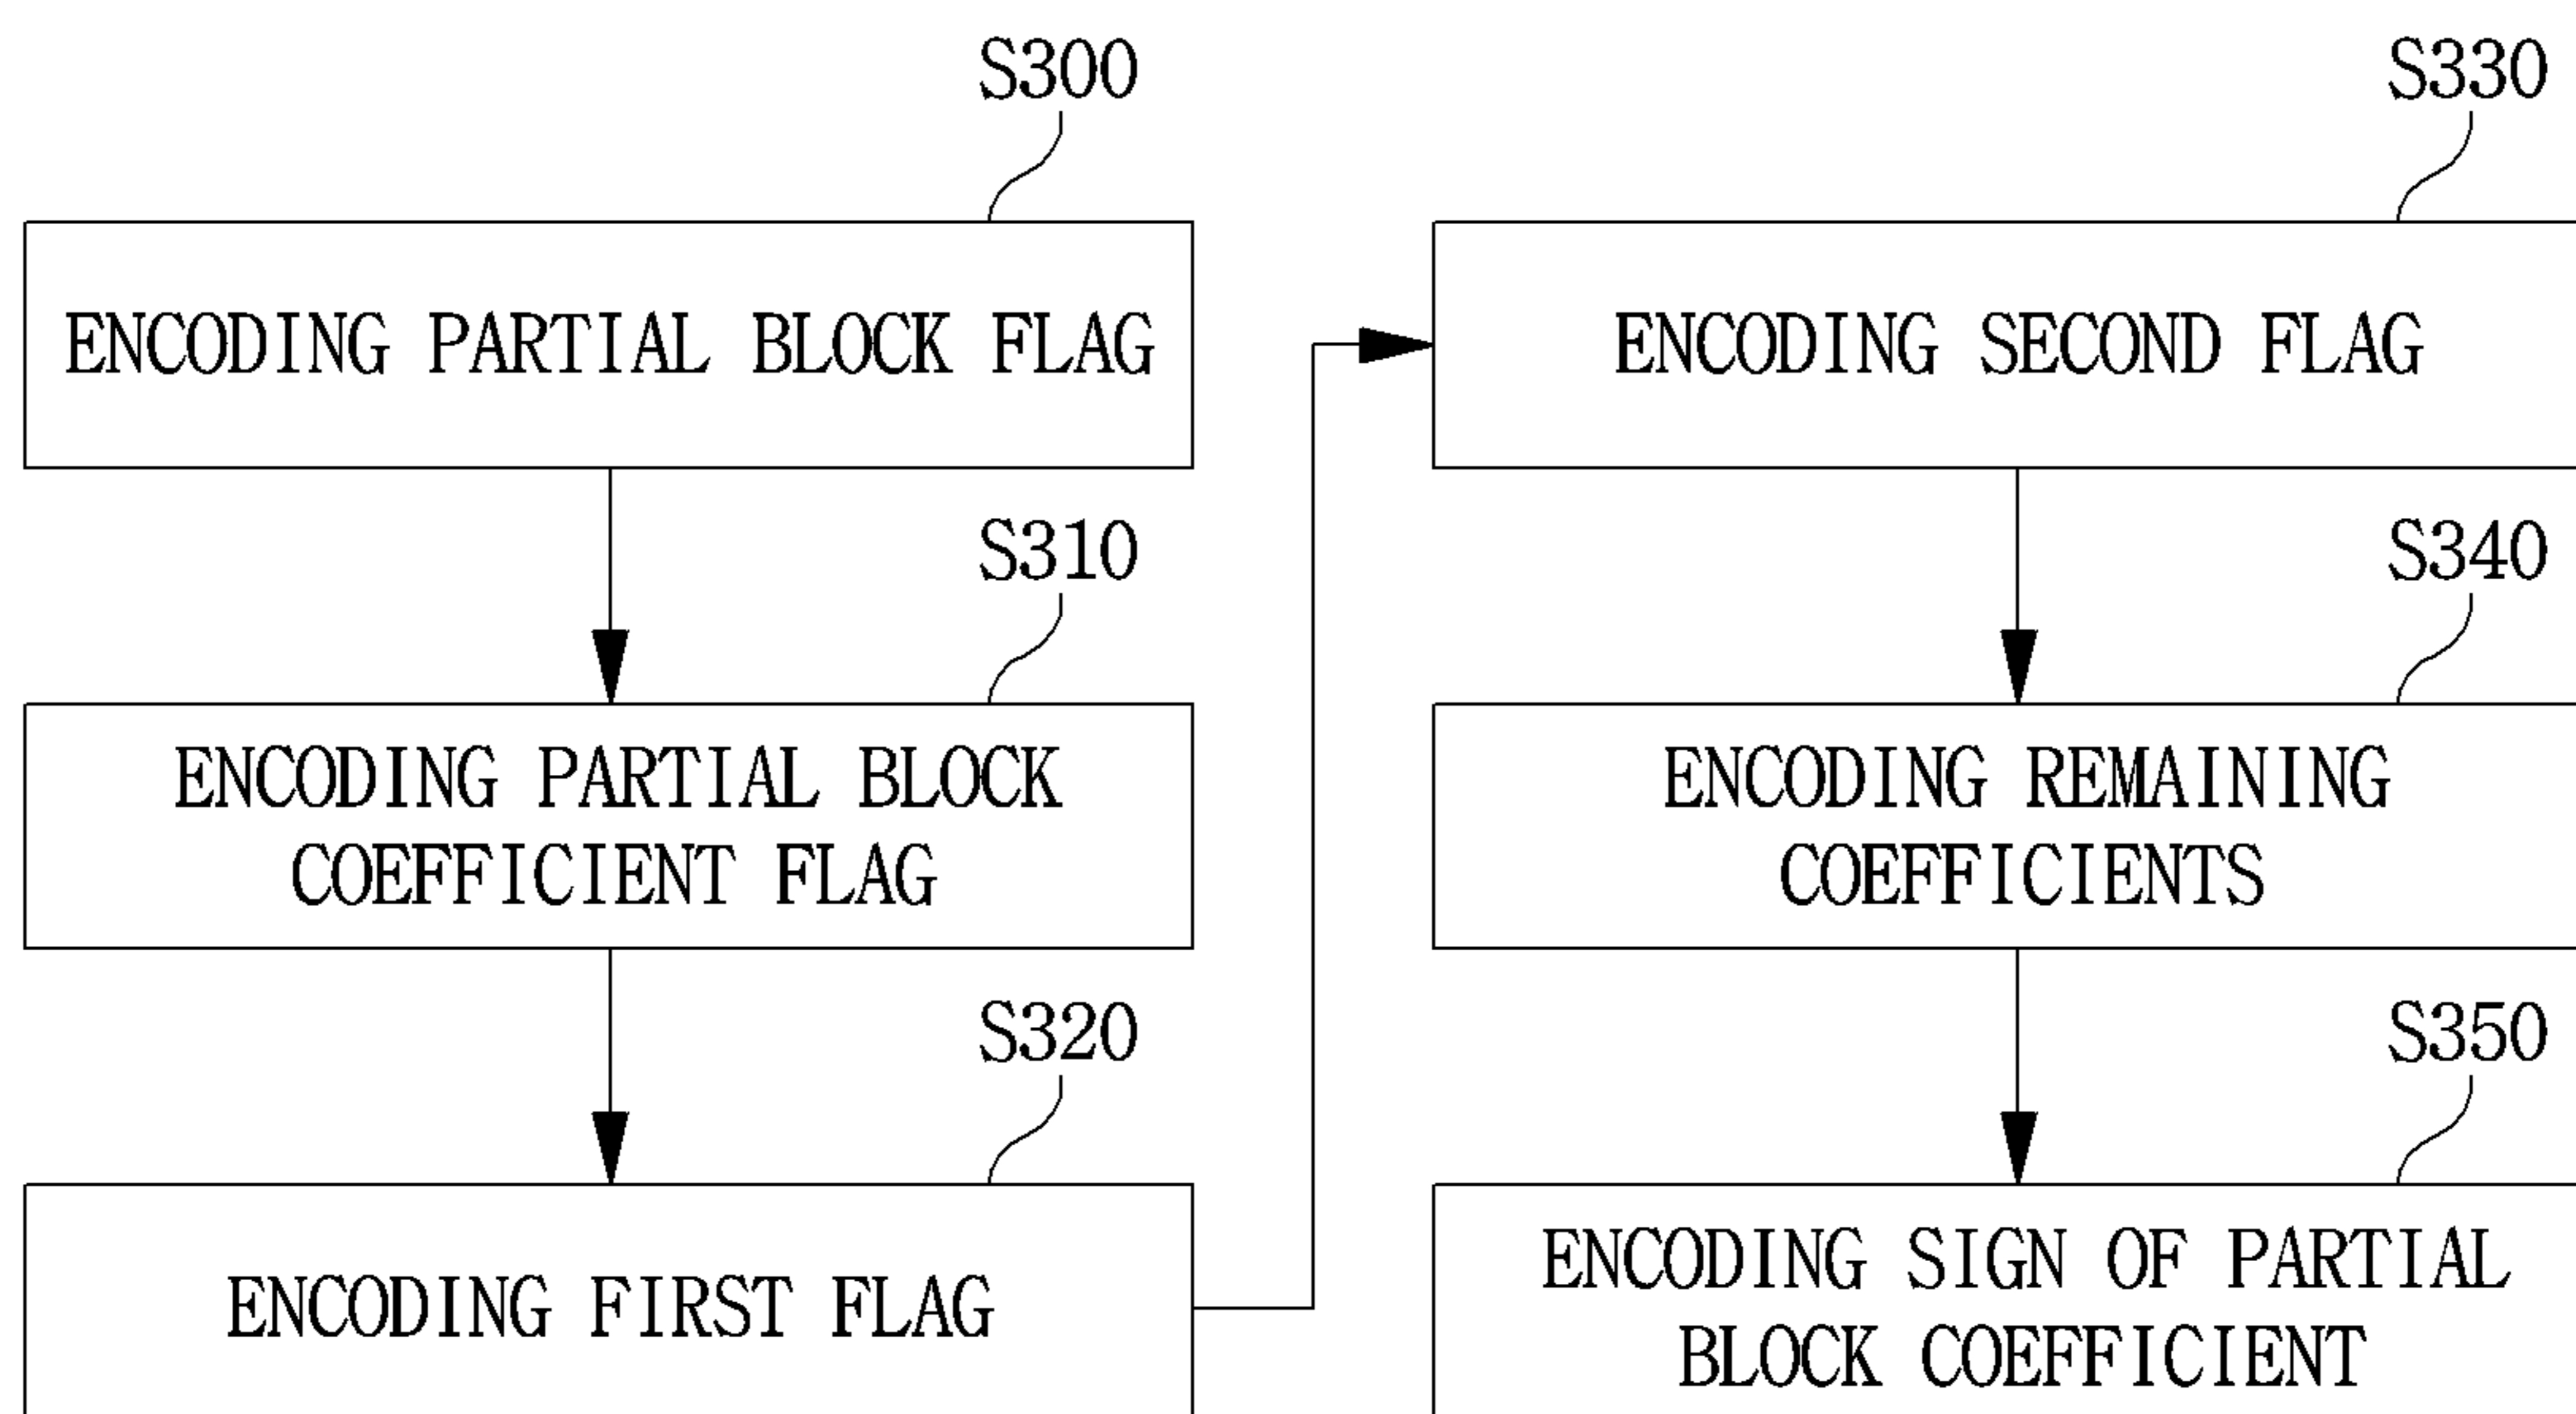 S300
ENCODING PARTIAL BLOCK FLAG
S310
ENCODING PARTIAL BLOCK
COEFFICIENT FLAG
S320
ENCODING FIRST FLAG
S330
ENCODING SECOND FLAG
S340
ENCODING REMAINING
COEFFICIENTS
S350
ENCODING SIGN OF PARTIAL
BLOCK COEFFICIENT